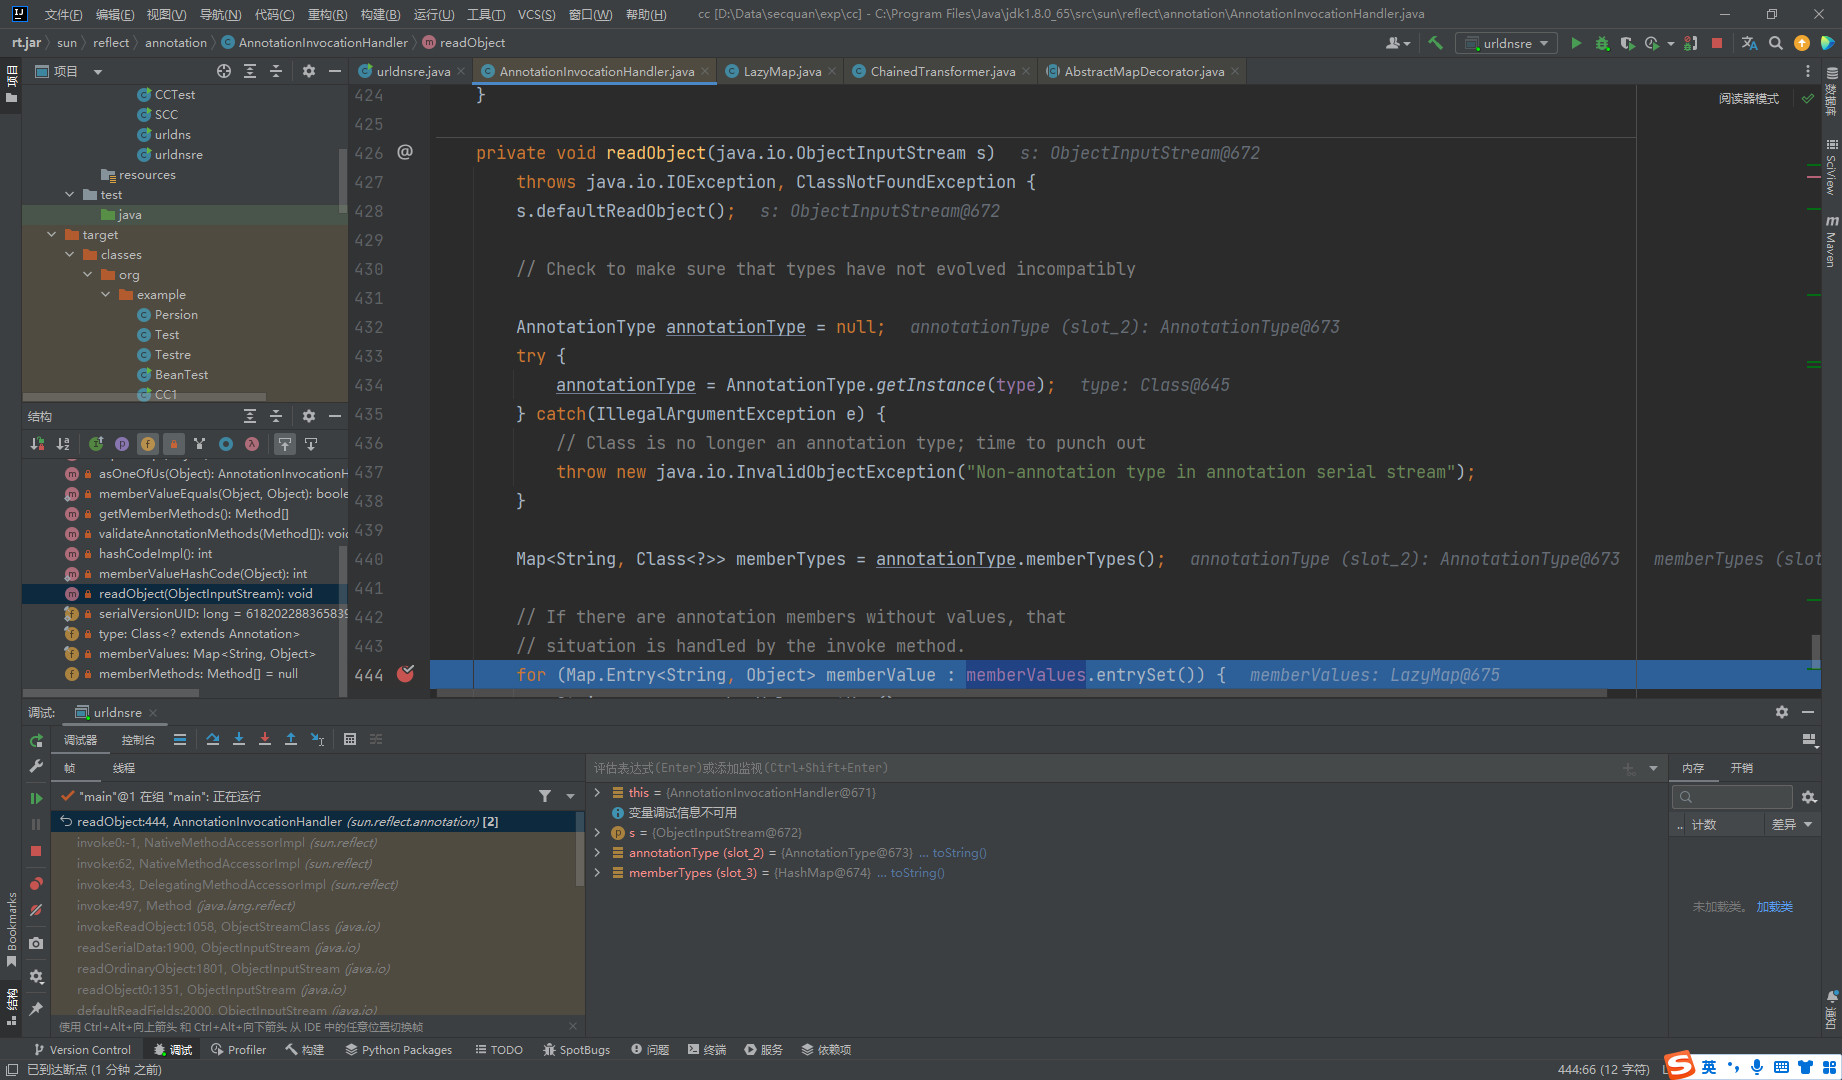 文件(F) 编辑(E) 视图(V) 导航(N) 代码(C) 重构(R) 构建(B) 运行(U) 工具(T) VCS(S) 窗口(W) 帮助(H) cc [D:\Data\secquan\exp\cc] - C:\Program Files\Java\jdk1.8.0_65\src\sun\reflect\annotation\AnnotationInvocationHandler.java
rt.jar sun reflect annotation AnnotationInvocationHandler readObject urldnsre
项目
urldnsre.java AnnotationInvocationHandler.java LazyMap.java ChainedTransformer.java AbstractMapDecorator.java
CCTest
SCC
urldns
urldnsre
resources
test
java
target
classes
org
example
Persion
Test
Testre
BeanTest
CC1
结构
asOneOfUs(Object): AnnotationInvocationH
memberValueEquals(Object, Object): boole
getMemberMethods(): Method[]
validateAnnotationMethods(Method[]): voic
hashCodeImpl(): int
memberValueHashCode(Object): int
readObject(ObjectInputStream): void
serialVersionUID: long = 6182022883658399
type: Class<? extends Annotation>
memberValues: Map<String, Object>
memberMethods: Method[] = null
阅读器模式
424 }
425
426 @ private void readObject(java.io.ObjectInputStream s) s: ObjectInputStream@672
427 throws java.io.IOException, ClassNotFoundException {
428 s.defaultReadObject(); s: ObjectInputStream@672
429
430 // Check to make sure that types have not evolved incompatibly
431
432 AnnotationType annotationType = null; annotationType (slot_2): AnnotationType@673
433 try {
434 annotationType = AnnotationType.getInstance(type); type: Class@645
435 } catch(IllegalArgumentException e) {
436 // Class is no longer an annotation type; time to punch out
437 throw new java.io.InvalidObjectException("Non-annotation type in annotation serial stream");
438 }
439
440 Map<String, Class<?>> memberTypes = annotationType.memberTypes(); annotationType (slot_2): AnnotationType@673 memberTypes (slot
441
442 // If there are annotation members without values, that
443 // situation is handled by the invoke method.
444 for (Map.Entry<String, Object> memberValue : memberValues.entrySet()) { memberValues: LazyMap@675
数据库
SciView
Maven
通知
项目
Bookmarks
结构
调试: urldnsre
调试器 控制台
帧 线程
"main"@1 在组 "main": 正在运行
readObject:444, AnnotationInvocationHandler (sun.reflect.annotation) [2]
invoke0:-1, NativeMethodAccessorImpl (sun.reflect)
invoke:62, NativeMethodAccessorImpl (sun.reflect)
invoke:43, DelegatingMethodAccessorImpl (sun.reflect)
invoke:497, Method (java.lang.reflect)
invokeReadObject:1058, ObjectStreamClass (java.io)
readSerialData:1900, ObjectInputStream (java.io)
readOrdinaryObject:1801, ObjectInputStream (java.io)
readObject0:1351, ObjectInputStream (java.io)
defaultReadFields:2000, ObjectInputStream (java.io)
使用 Ctrl+Alt+向上箭头 和 Ctrl+Alt+向下箭头 从 IDE 中的任意位置切换帧
评估表达式(Enter)或添加监视(Ctrl+Shift+Enter)
this = {AnnotationInvocationHandler@671}
变量调试信息不可用
s = {ObjectInputStream@672}
annotationType (slot_2) = {AnnotationType@673} ... toString()
memberTypes (slot_3) = {HashMap@674} ... toString()
内存 开销
.. 计数 差异
未加载类。 加载类
Version Control 调试 Profiler 构建 Python Packages TODO SpotBugs 问题 终端 服务 依赖项
已到达断点 (1 分钟 之前) 444:66 (12 字符)
英